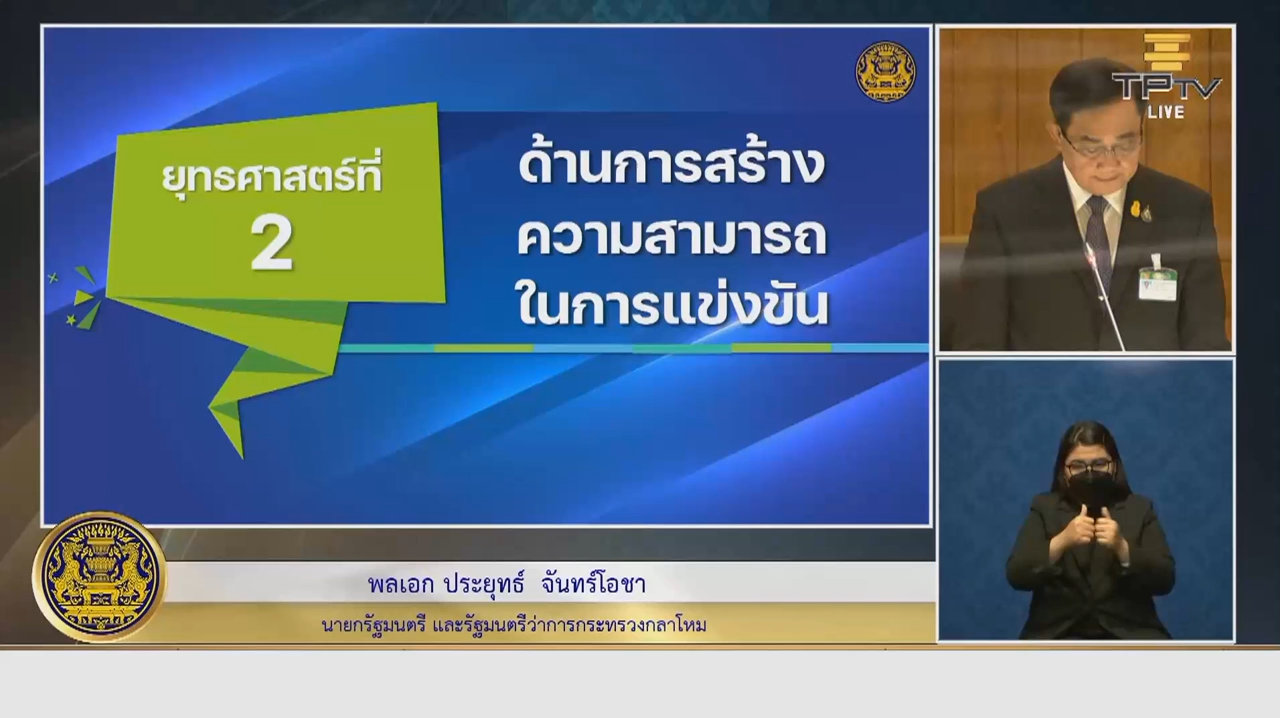 ยุทธศาสตร์ที่
2
ด้านการสร้าง
ความสามารถ
ในการแข่งขัน
TPTV
LIVE
พลเอก ประยุทธ์ จันทร์โอชา
นายกรัฐมนตรี และรัฐมนตรีว่าการกระทรวงกลาโหม